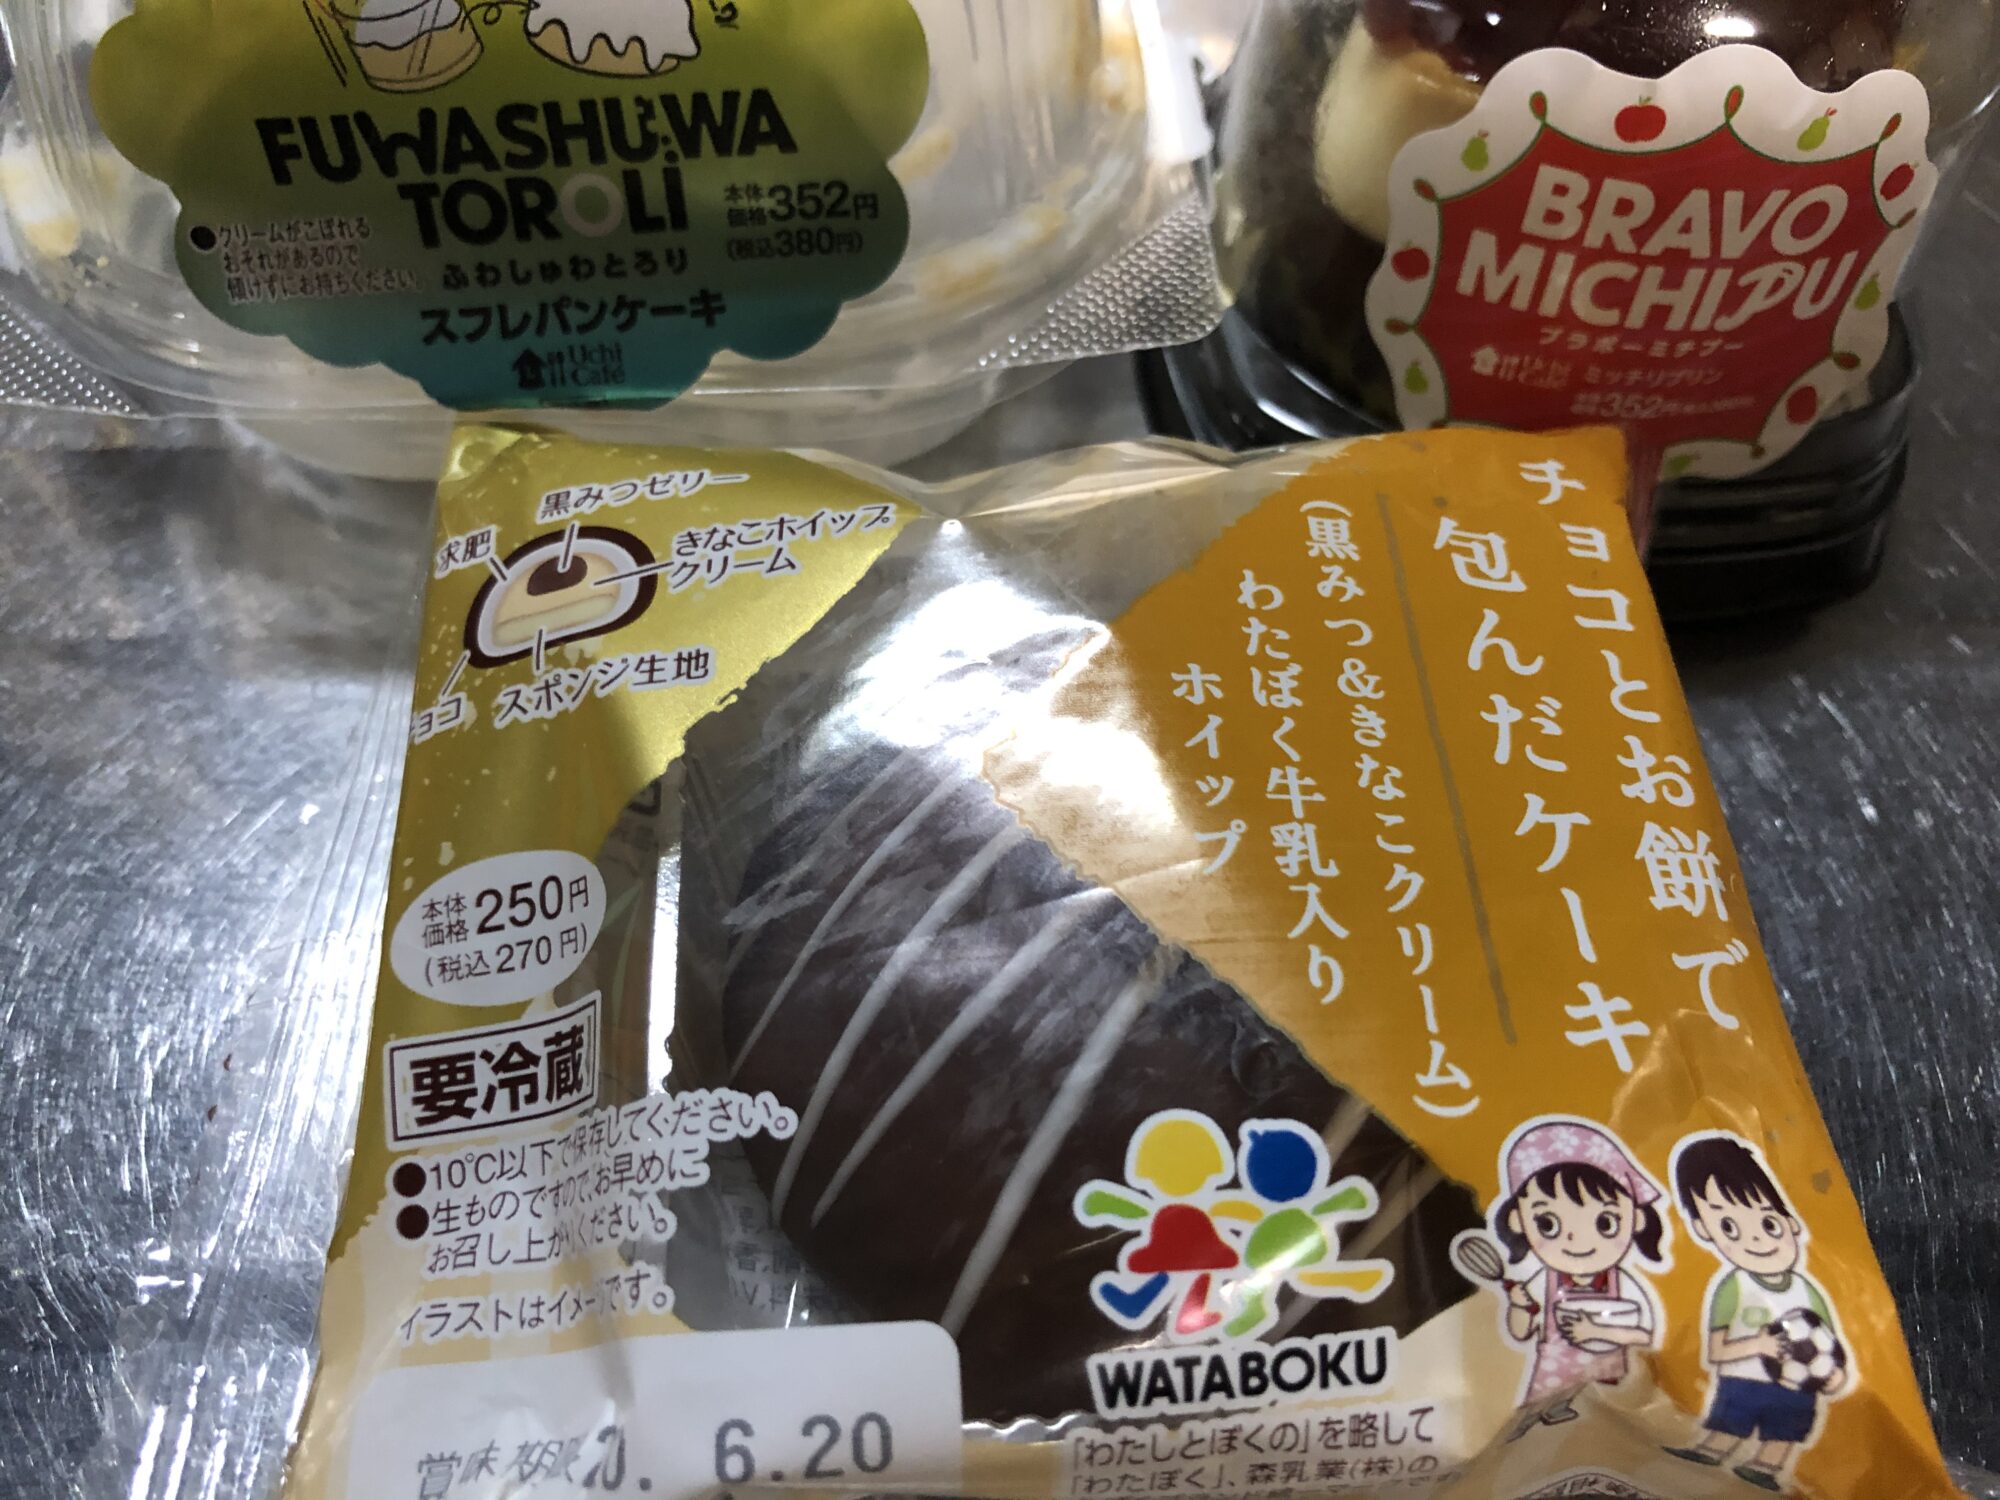 FUWASHUWA
TOROLI
本体価格352円
(税込380円)
●クリームがこぼれる
おそれがあるので
傾けずにお持ちください。
ふわしゅわとろり
スフレパンケーキ
Uchi
Café
BRAVO
MICHIPU
ブラボーミチプー
Uchi
Café
ミッチリプリン
352円
黒みつゼリー
求肥
きなこホイップ
クリーム
チョコ
スポンジ生地
チョコとお餅で
包んだケーキ
(黒みつ&きなこクリーム)
わたぼく牛乳入り
ホイップ
本体価格250円
(税込270円)
要冷蔵
●10℃以下で保存してください。
●生ものですので、お早めに
お召し上がりください。
イラストはイメージです。
WATABOKU
「わたしとぼくの」を略して
「わたぼく」、森乳業(株)の
賞味期限 20. 6.20